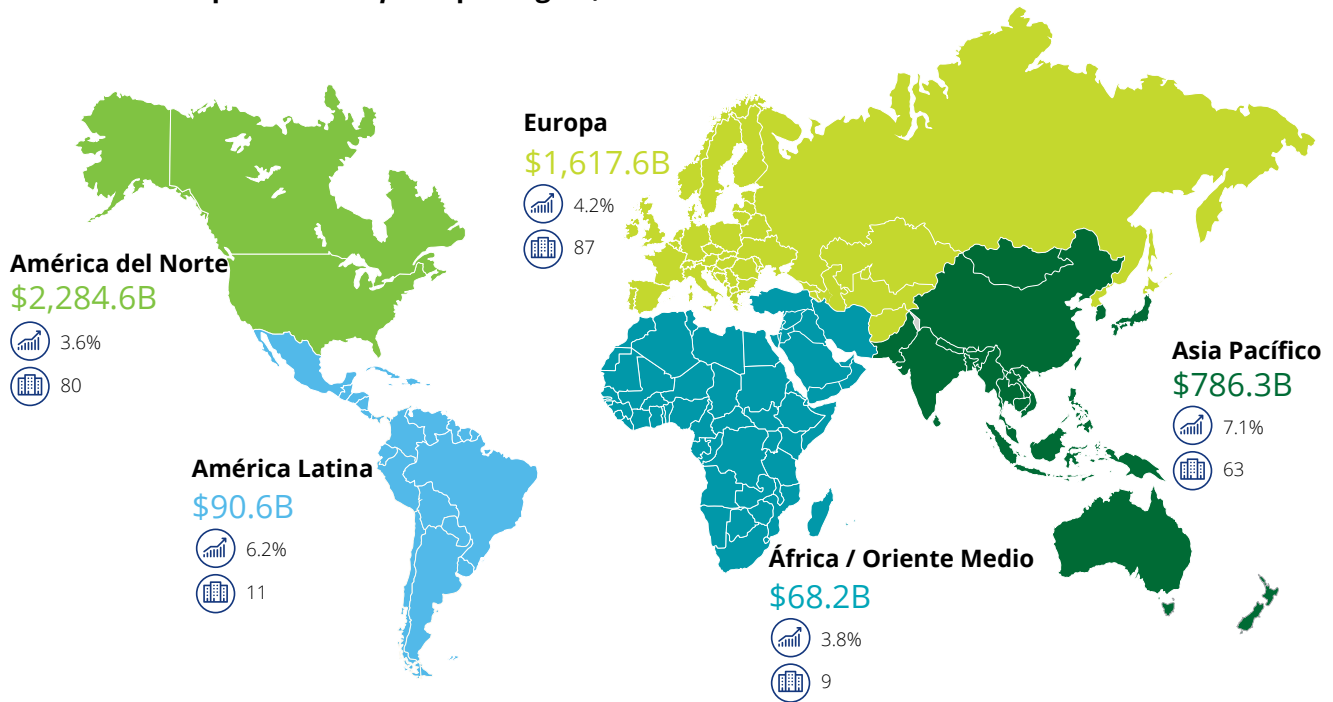 Europa
$1,617.6B
4.2%
87
América del Norte
$2,284.6B
3.6%
80
Asia Pacífico
$786.3B
7.1%
63
América Latina
$90.6B
6.2%
11
África / Oriente Medio
$68.2B
3.8%
9